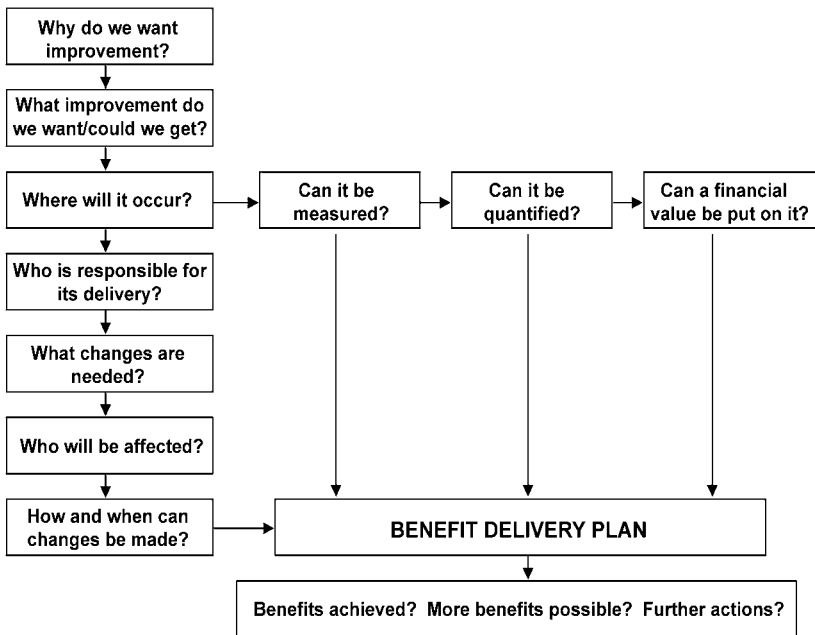 Why do we want
improvement?
What improvement do
we want/could we get?
Where will it occur?
Can it be
measured?
Can it be
quantified?
Can a financial
value be put on it?
Who is responsible for
its delivery?
What changes are
needed?
Who will be affected?
How and when can
changes be made?
BENEFIT DELIVERY PLAN
Benefits achieved? More benefits possible? Further actions?